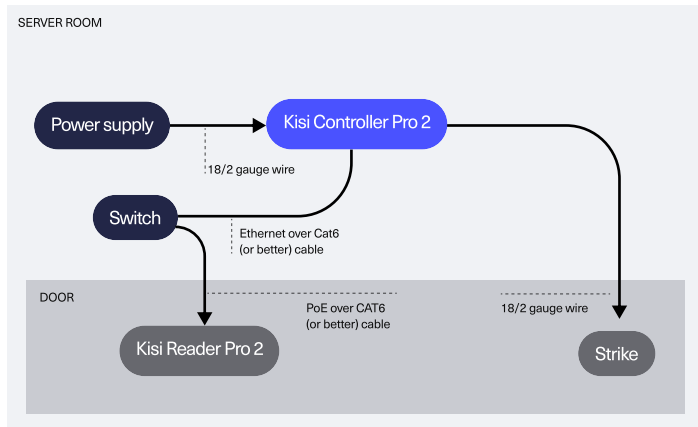 SERVER ROOM
Power supply
Kisi Controller Pro 2
18/2 gauge wire
Switch
Ethernet over Cat6
(or better) cable
DOOR
PoE over CAT6
(or better) cable
18/2 gauge wire
Kisi Reader Pro 2
Strike